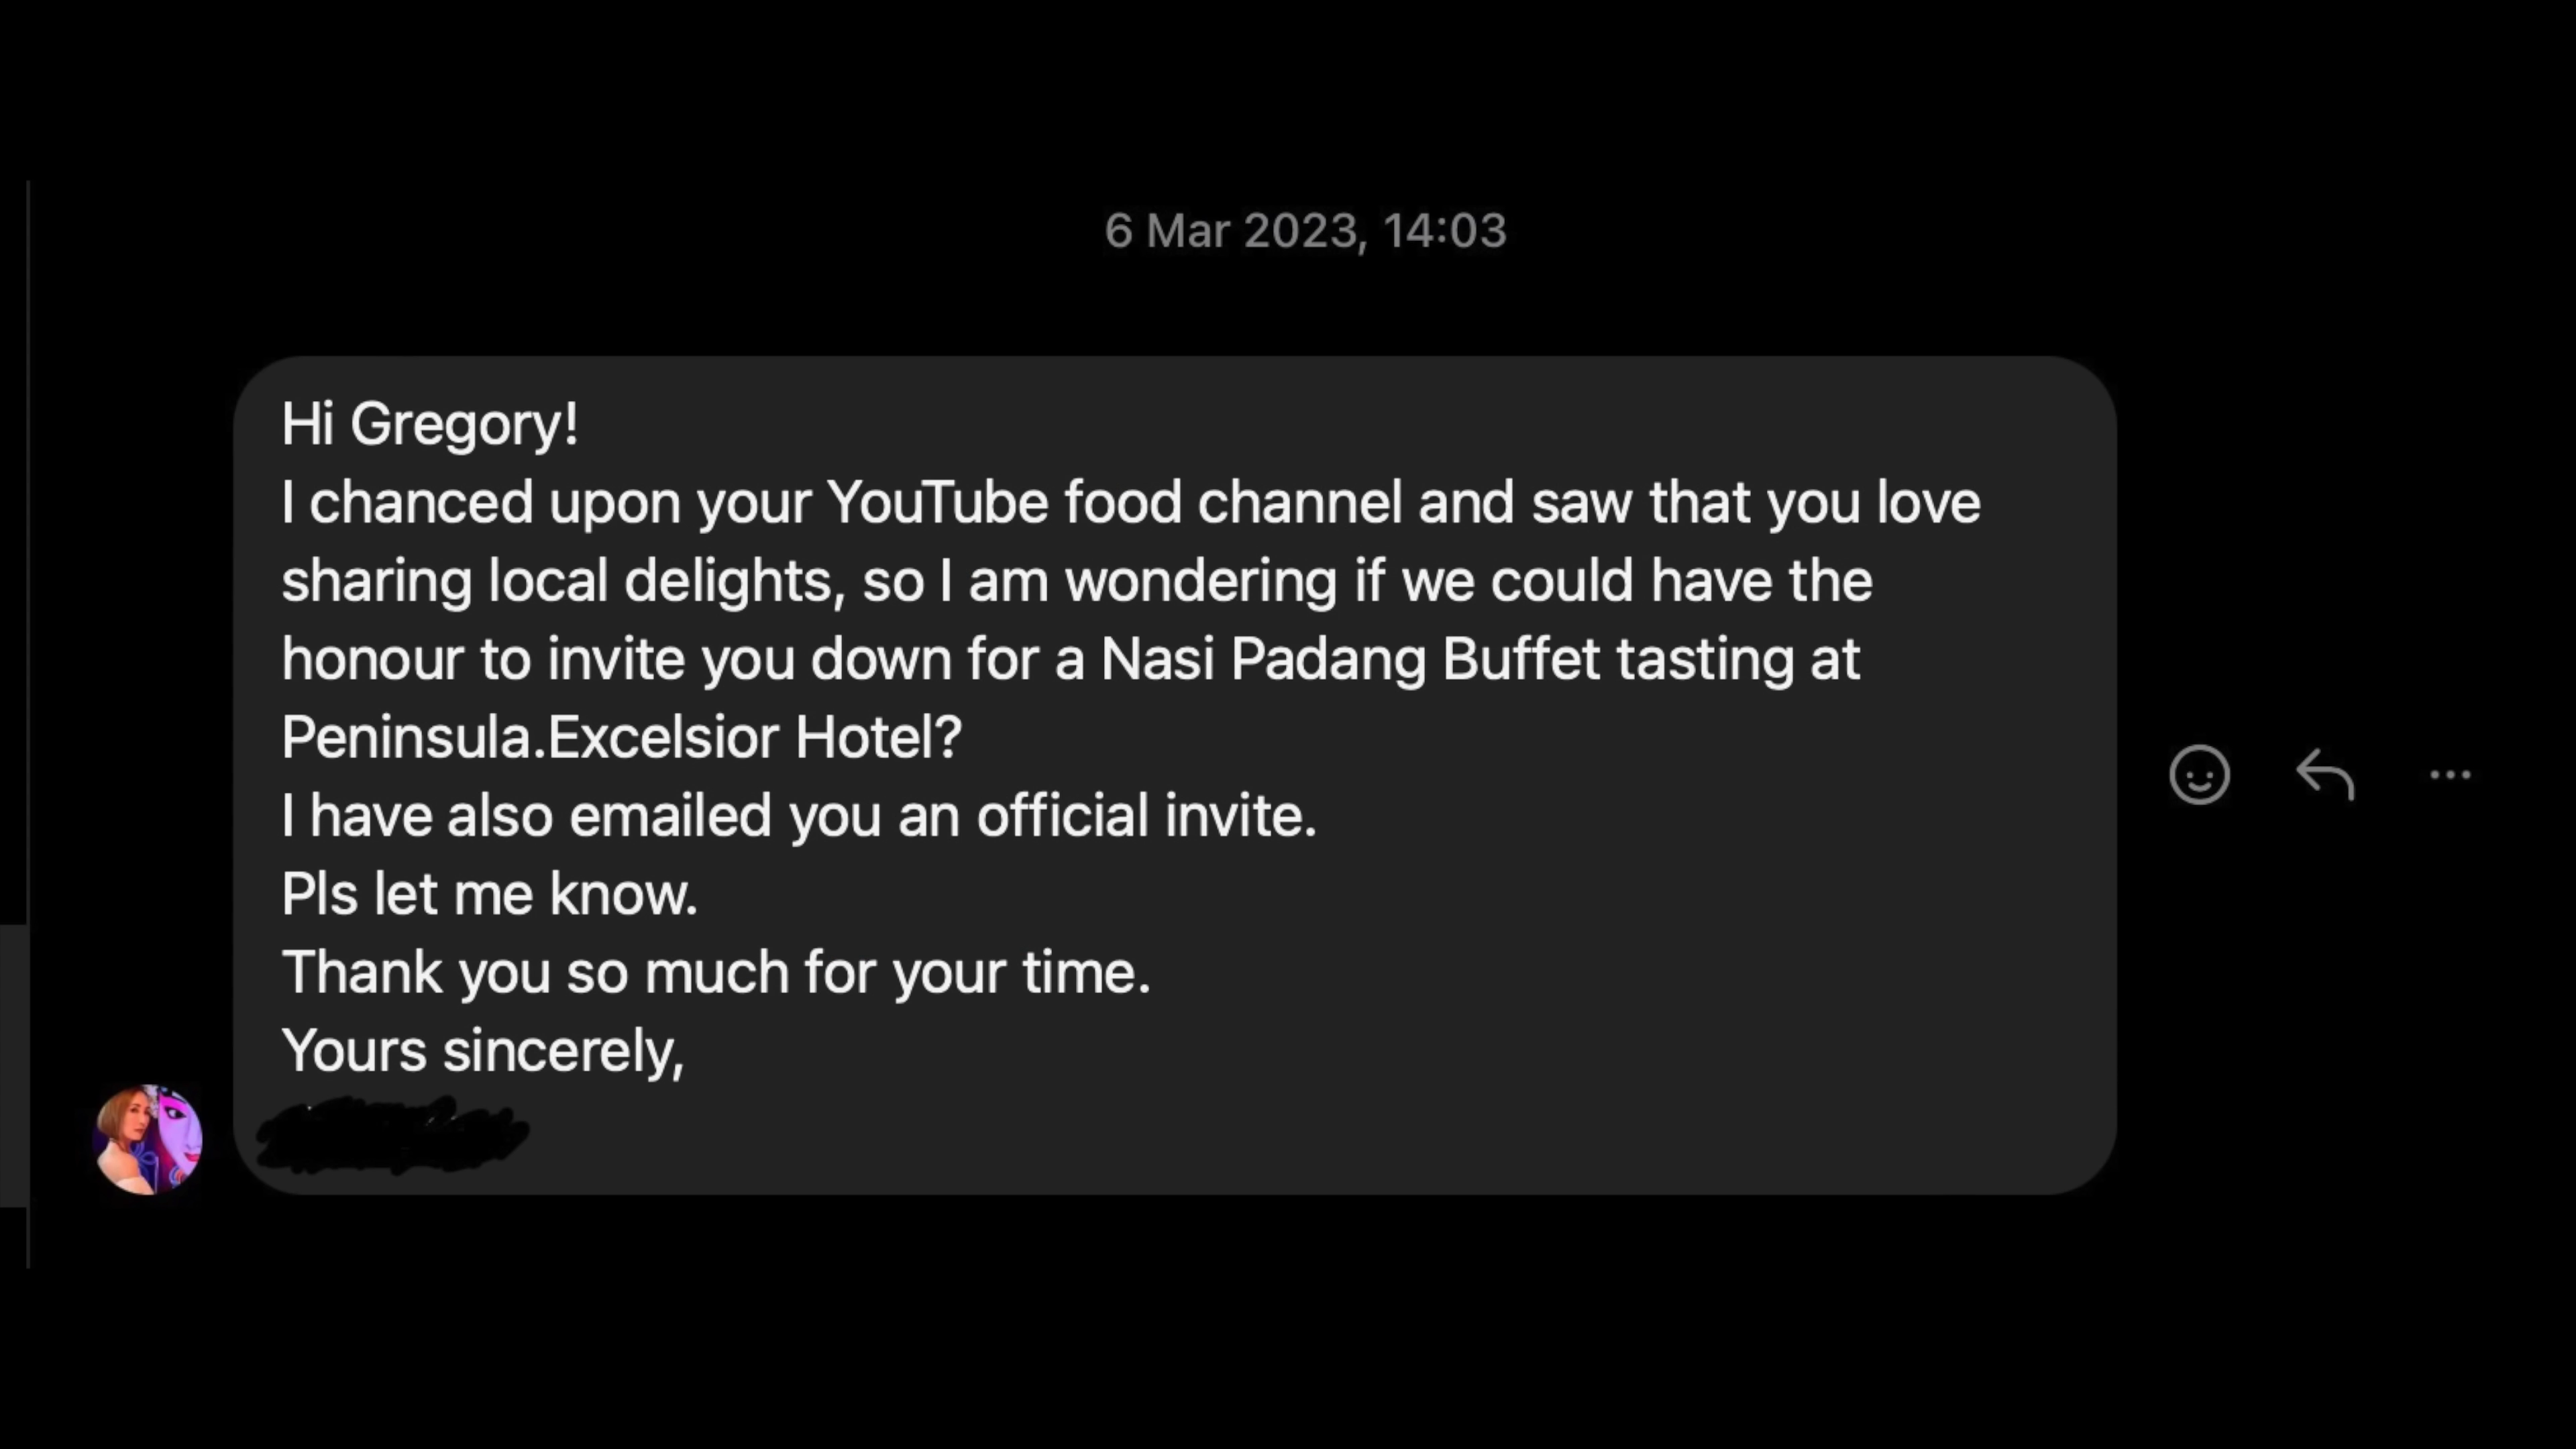 6 Mar 2023, 14:03
Hi Gregory!
I chanced upon your YouTube food channel and saw that you love
sharing local delights, so I am wondering if we could have the
honour to invite you down for a Nasi Padang Buffet tasting at
Peninsula.Excelsior Hotel?
I have also emailed you an official invite.
Pls let me know.
Thank you so much for your time.
Yours sincerely,